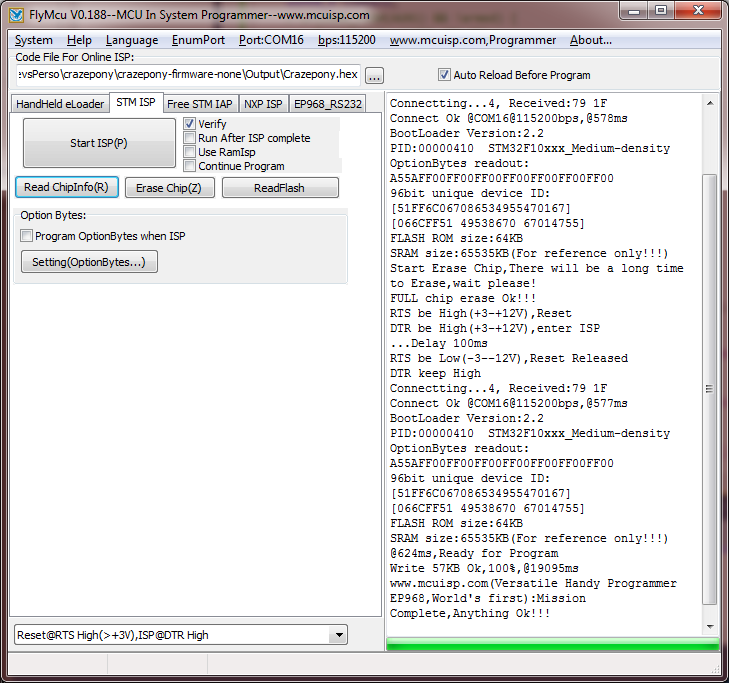 FlyMcu V0.188--MCU In System Programmer--www.mcuisp.com
System Help Language EnumPort Port:COM16 bps:115200 www.mcuisp.com,Programmer About...
Code File For Online ISP:
evsPerso\crazepony\crazepony-firmware-none\Output\Crazepony.hex ... Auto Reload Before Program
HandHeld eLoader STM ISP Free STM IAP NXP ISP EP968_RS232
Start ISP(P)
Verify
Run After ISP complete
Use RamIsp
Continue Program
Read ChipInfo(R) Erase Chip(Z) ReadFlash
Option Bytes:
Program OptionBytes when ISP
Setting(OptionBytes...)
Reset@RTS High(>+3V),ISP@DTR High
Connectting...4, Received:79 1F
Connect Ok @COM16@115200bps,@578ms
BootLoader Version:2.2
PID:00000410  STM32F10xxx_Medium-density
OptionBytes readout:
A55AFF00FF00FF00FF00FF00FF00FF00
96bit unique device ID:
[51FF6C067086534955470167]
[066CFF51 49538670 67014755]
FLASH ROM size:64KB
SRAM size:65535KB(For reference only!!!)
Start Erase Chip,There will be a long time
to Erase,wait please!
FULL chip erase Ok!!!
RTS be High(+3-+12V),Reset
DTR be High(+3-+12V),enter ISP
...Delay 100ms
RTS be Low(-3--12V),Reset Released
DTR keep High
Connectting...4, Received:79 1F
Connect Ok @COM16@115200bps,@577ms
BootLoader Version:2.2
PID:00000410  STM32F10xxx_Medium-density
OptionBytes readout:
A55AFF00FF00FF00FF00FF00FF00FF00
96bit unique device ID:
[51FF6C067086534955470167]
[066CFF51 49538670 67014755]
FLASH ROM size:64KB
SRAM size:65535KB(For reference only!!!)
@624ms,Ready for Program
Write 57KB Ok,100%,@19095ms
www.mcuisp.com(Versatile Handy Programmer
EP968,World's first):Mission
Complete,Anything Ok!!!